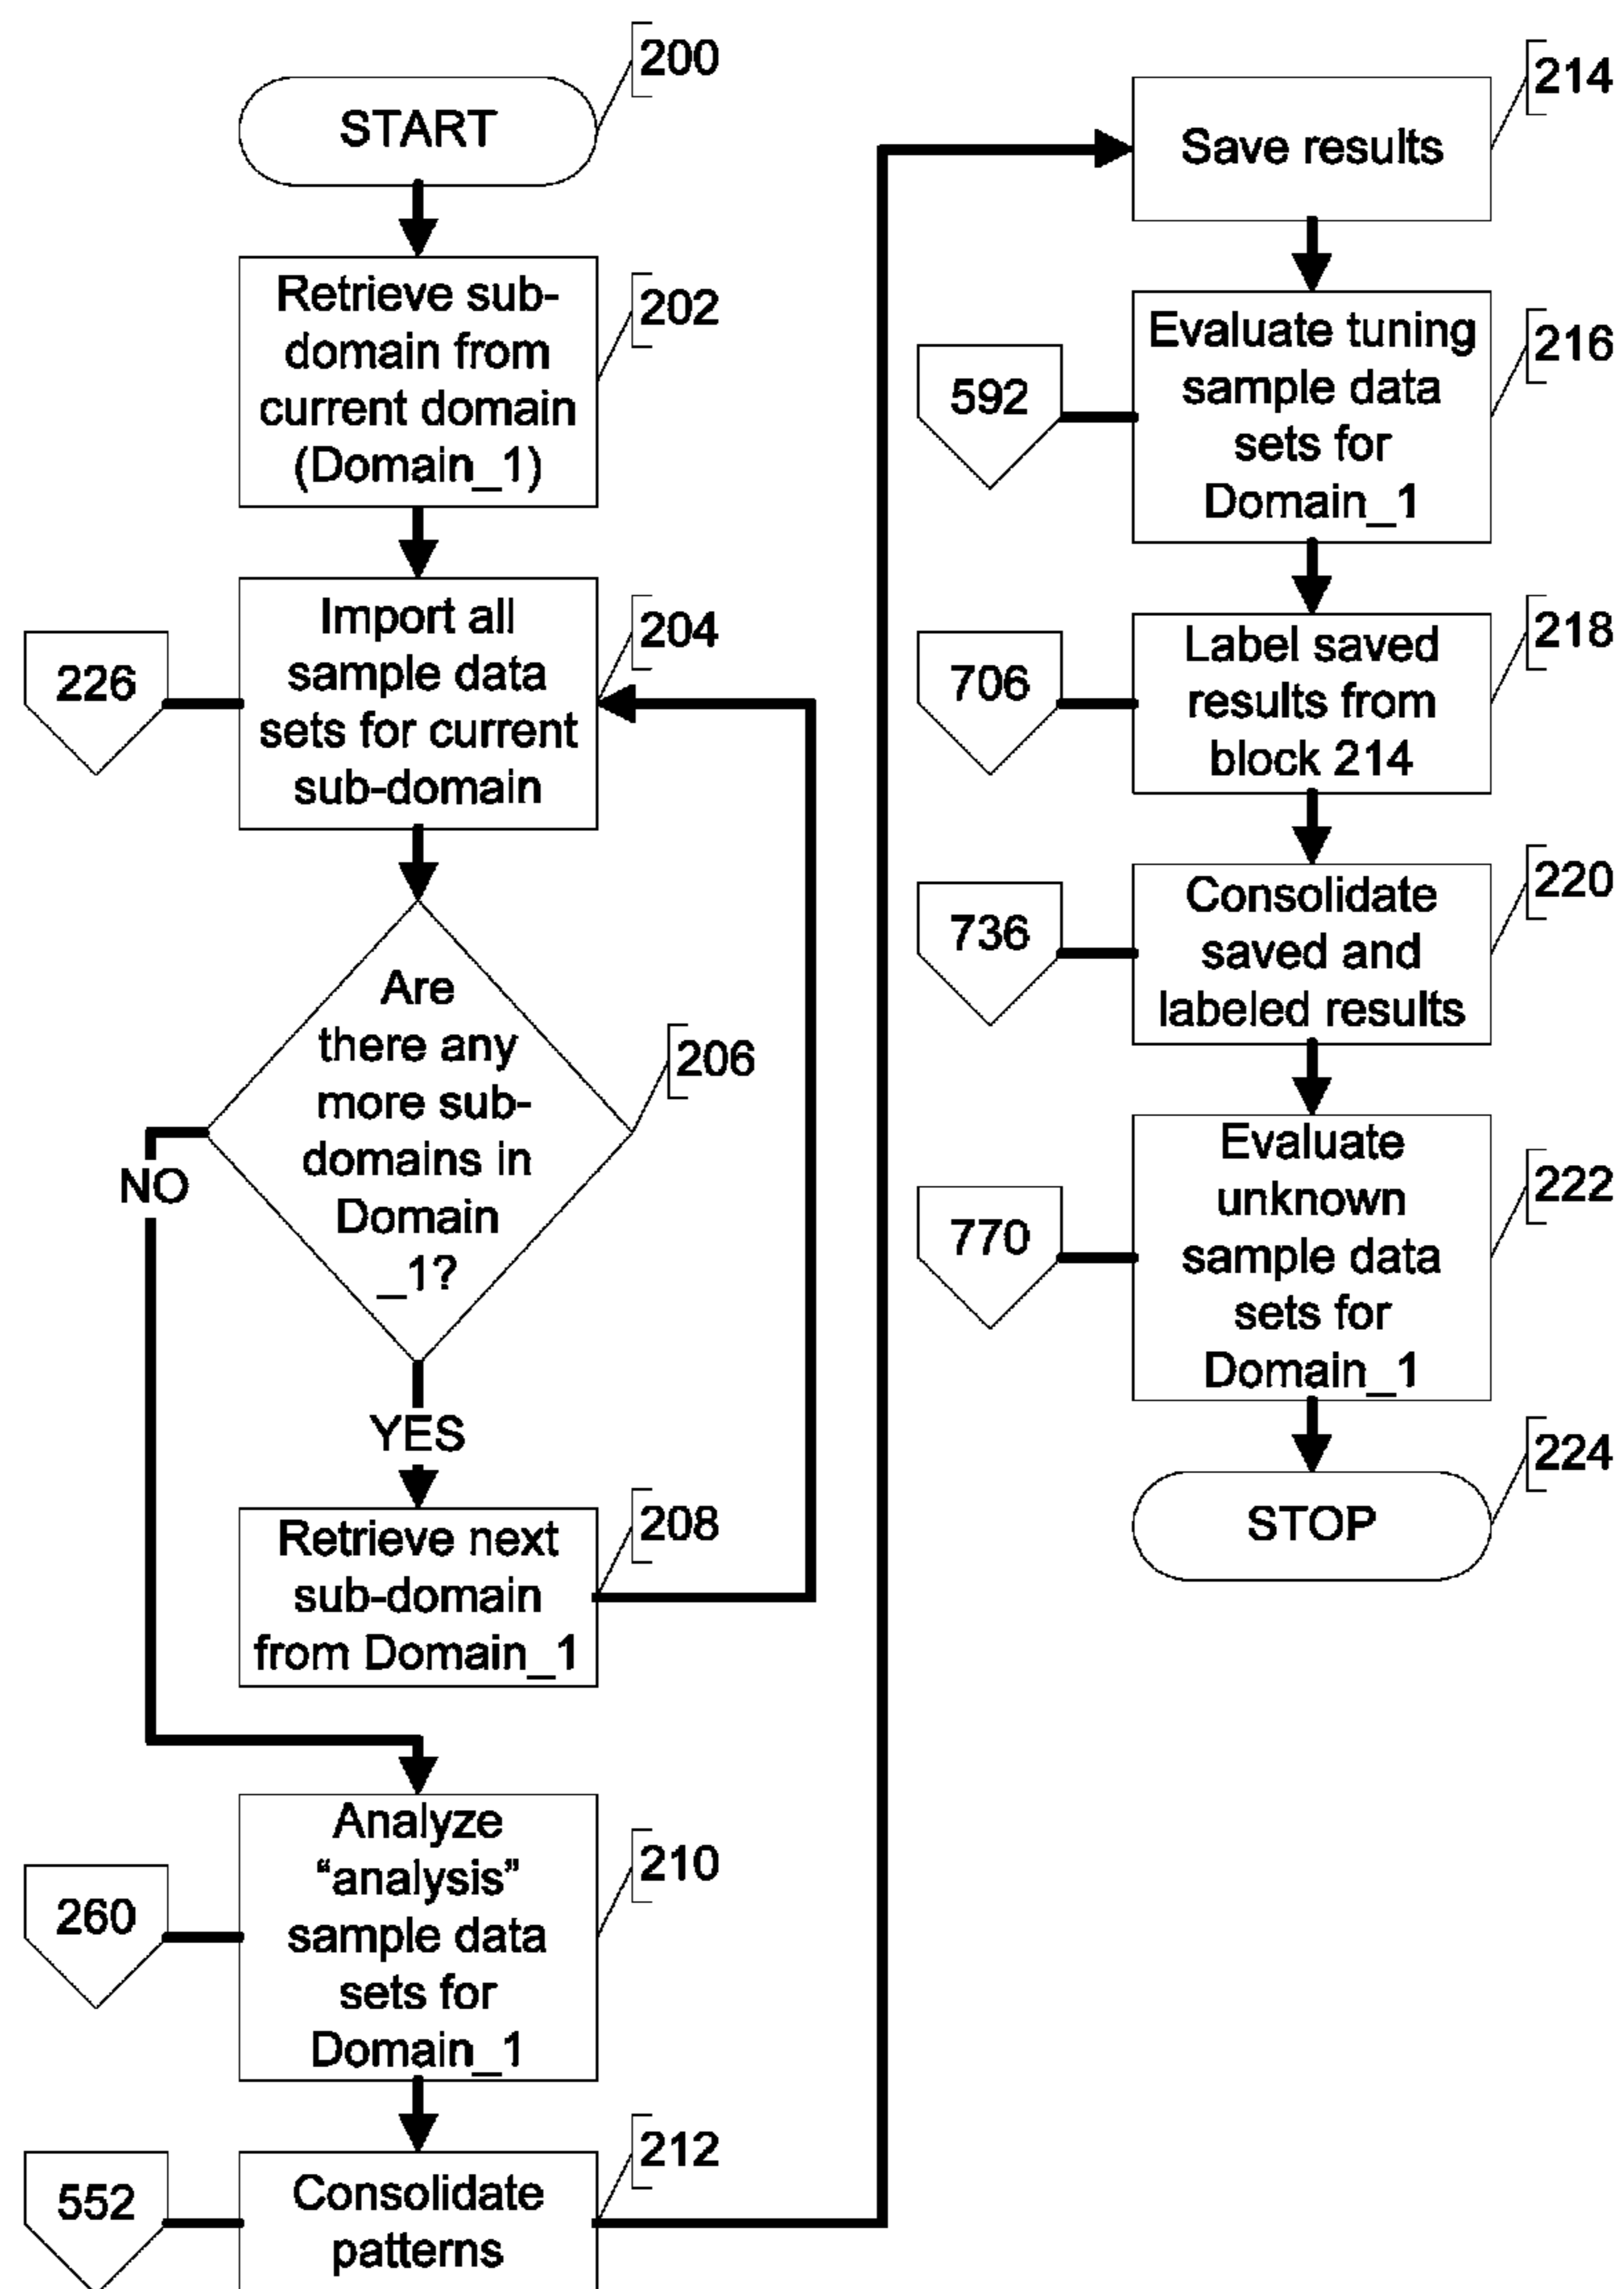 START
200
Retrieve sub-
domain from
current domain
(Domain_1)
202
226
Import all
sample data
sets for current
sub-domain
204
Are
there any
more sub-
domains in
Domain
_1?
206
NO
YES
Retrieve next
sub-domain
from Domain_1
208
260
Analyze
“analysis”
sample data
sets for
Domain_1
210
552
Consolidate
patterns
212
Save results
214
592
Evaluate tuning
sample data
sets for
Domain_1
216
706
Label saved
results from
block 214
218
736
Consolidate
saved and
labeled results
220
770
Evaluate
unknown
sample data
sets for
Domain_1
222
STOP
224